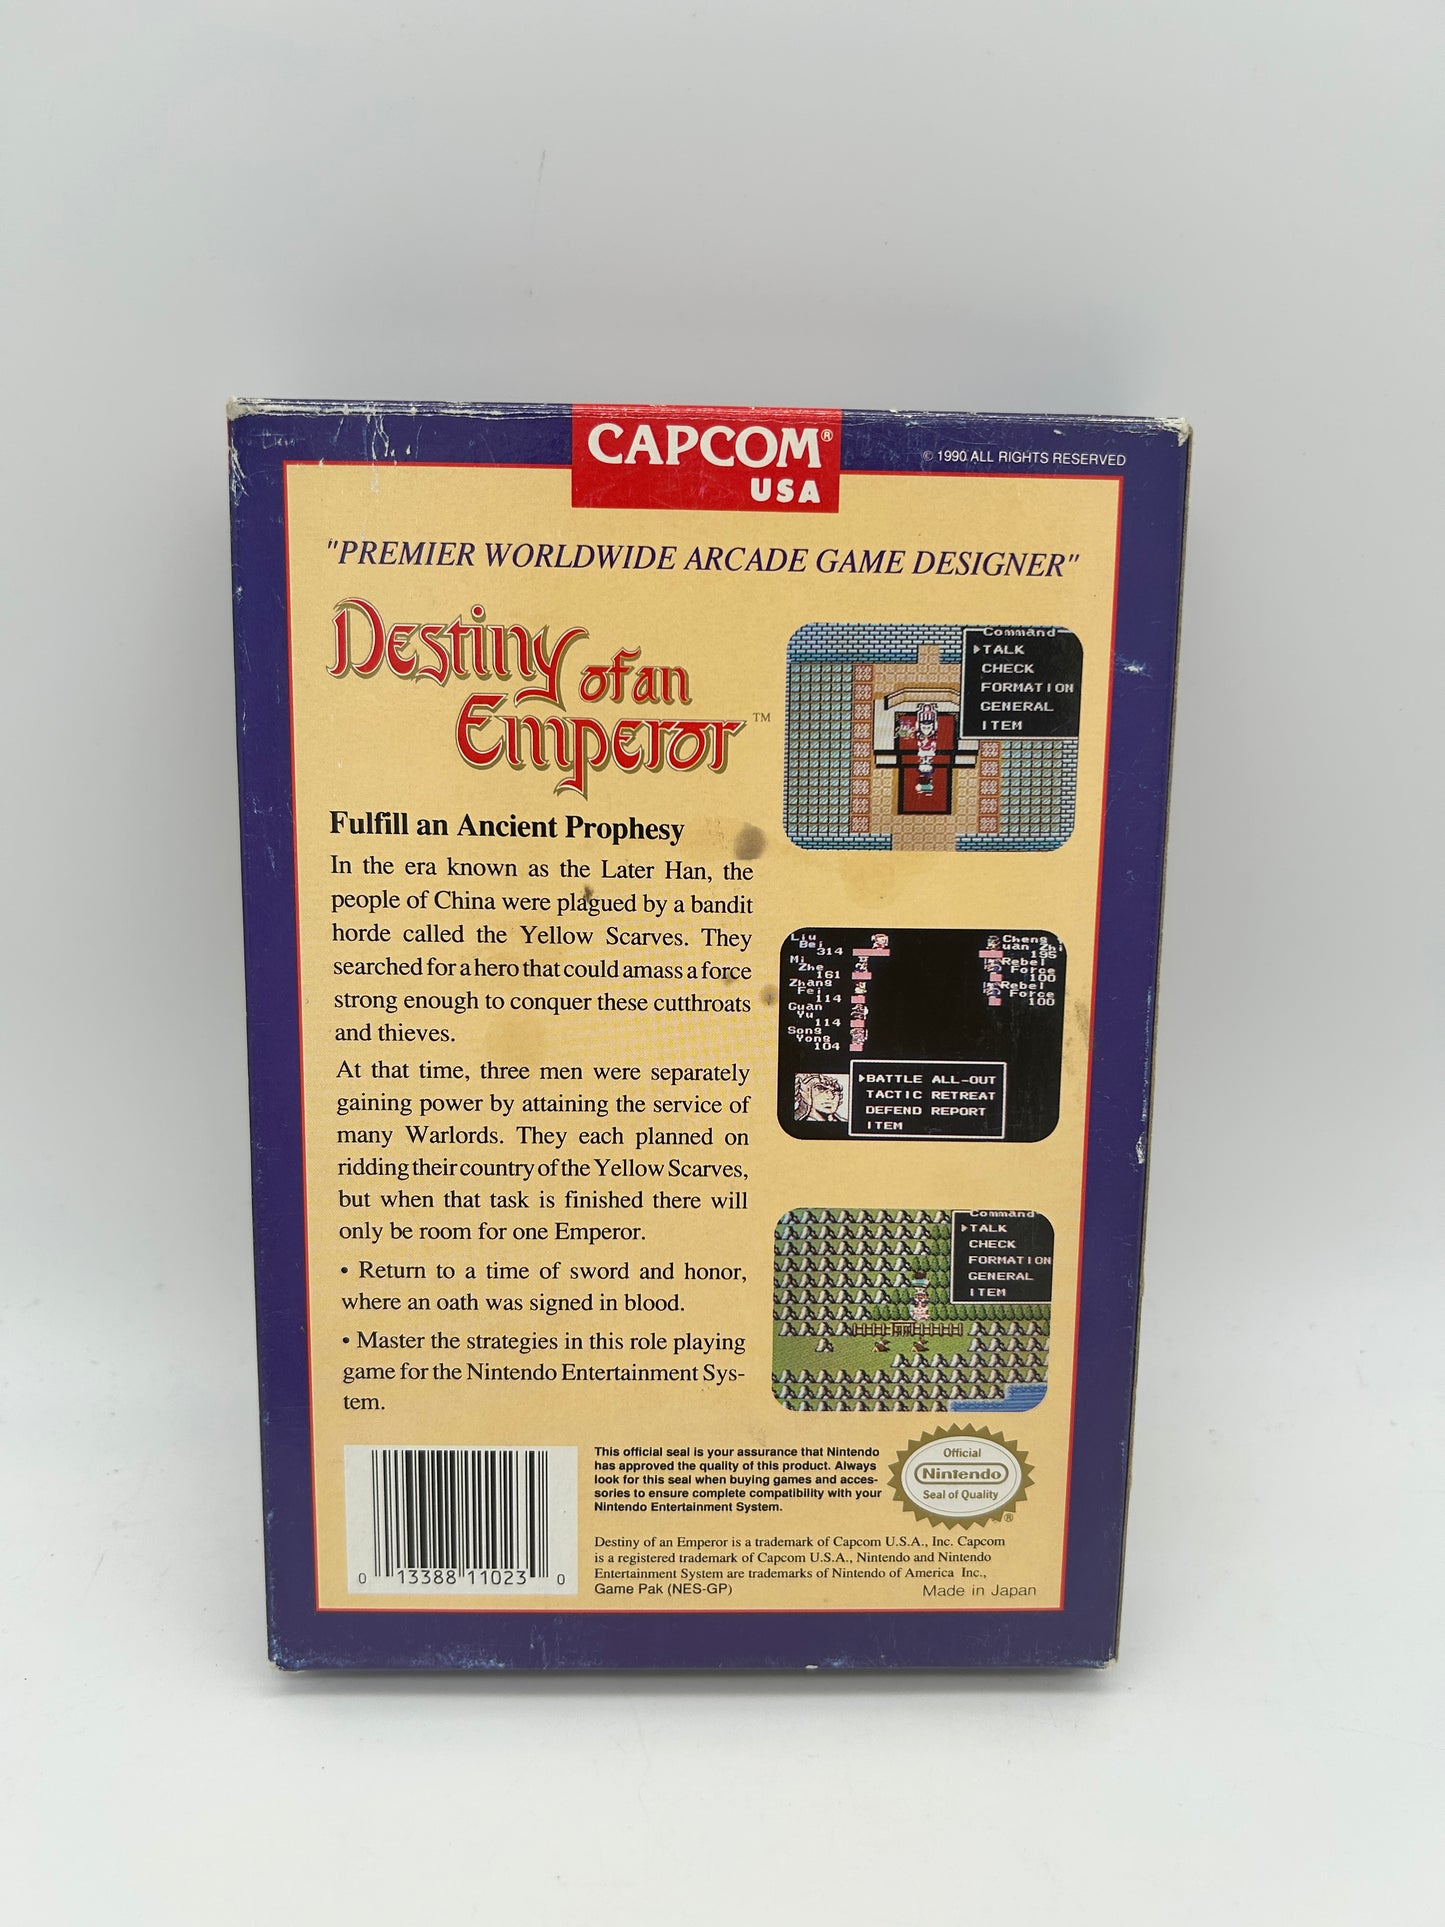 CAPCOM®
USA
© 1990 ALL RIGHTS RESERVED
"PREMIER WORLDWIDE ARCADE GAME DESIGNER"
Destiny
of an
Emperor™
Fulfill an Ancient Prophesy
In the era known as the Later Han, the
people of China were plagued by a bandit
horde called the Yellow Scarves. They
searched for a hero that could amass a force
strong enough to conquer these cutthroats
and thieves.
At that time, three men were separately
gaining power by attaining the service of
many Warlords. They each planned on
ridding their country of the Yellow Scarves,
but when that task is finished there will
only be room for one Emperor.
• Return to a time of sword and honor,
where an oath was signed in blood.
• Master the strategies in this role playing
game for the Nintendo Entertainment Sys-
tem.
Command
TALK
CHECK
FORMATION
GENERAL
ITEM
Liu
Bei
314
Mi
Zhe
161
Zhang
Fei
114
Guan
Yu
114
Song
Yong
104
Cheng
uan Zhi
195
Rebel
Force
100
Rebel
Force
100
BATTLE ALL-OUT
TACTIC RETREAT
DEFEND REPORT
ITEM
Command
TALK
CHECK
FORMATION
GENERAL
ITEM
0 13388 11023 0
This official seal is your assurance that Nintendo
has approved the quality of this product. Always
look for this seal when buying games and acces-
sories to ensure complete compatibility with your
Nintendo Entertainment System.
Official
Nintendo
Seal of Quality
®
Destiny of an Emperor is a trademark of Capcom U.S.A., Inc. Capcom
is a registered trademark of Capcom U.S.A., Nintendo and Nintendo
Entertainment System are trademarks of Nintendo of America Inc.,
Game Pak (NES-GP)
Made in Japan